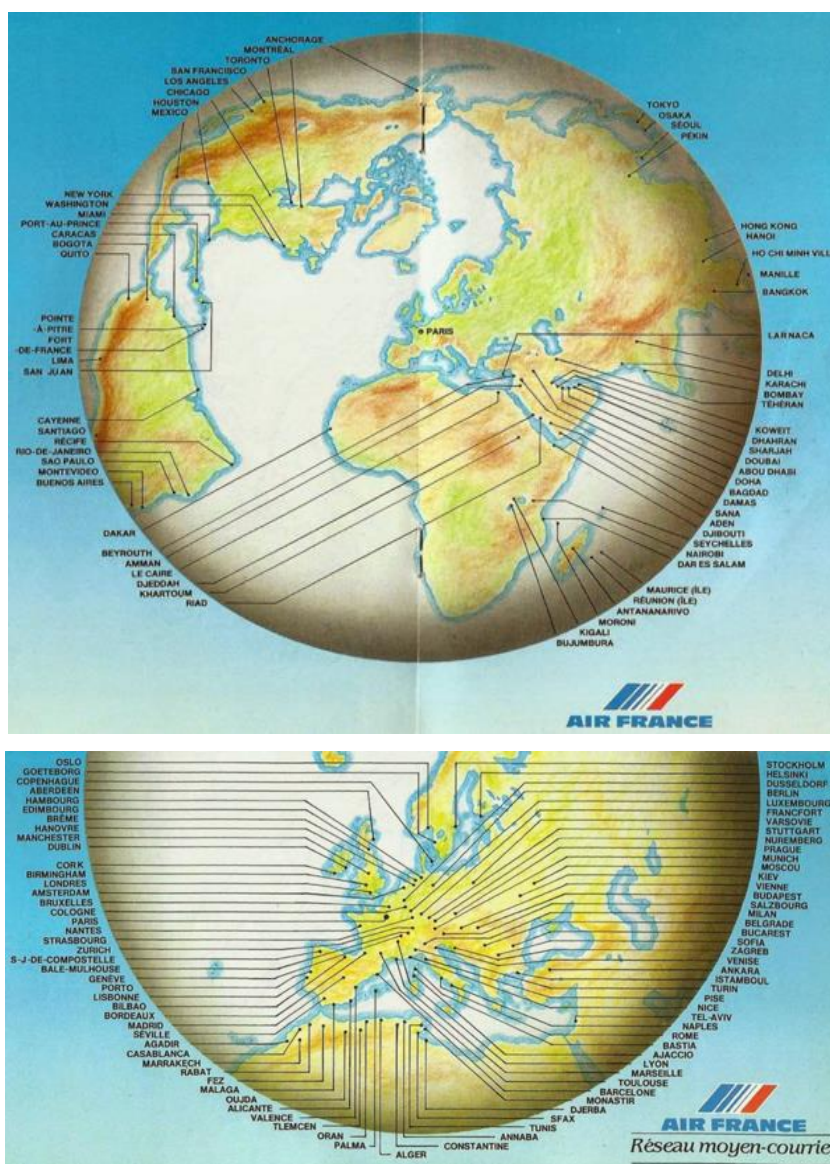 ANCHORAGE
MONTRÉAL
TORONTO
SAN FRANCISCO
LOS ANGELES
CHICAGO
HOUSTON
MEXICO
NEW YORK
WASHINGTON
MIAMI
PORT-AU-PRINCE
CARACAS
BOGOTA
QUITO
POINTE
-À-PITRE
FORT
-DE-FRANCE
LIMA
SAN JUAN
CAYENNE
SANTIAGO
RÉCIFE
RIO-DE-JANEIRO
SAO PAULO
MONTEVIDEO
BUENOS AIRES
DAKAR
BEYROUTH
AMMAN
LE CAIRE
DJEDDAH
KHARTOUM
RIAD
PARIS
TOKYO
OSAKA
SÉOUL
PÉKIN
HONG KONG
HANOI
HO CHI MINH VILL
MANILLE
BANGKOK
LARNACA
DELHI
KARACHI
BOMBAY
TÉHÉRAN
KOWEIT
DHAHRAN
SHARJAH
DOUBAI
ABOU DHABI
DOHA
BAGDAD
DAMAS
SANA
ADEN
DJIBOUTI
SEYCHELLES
NAIROBI
DAR ES SALAM
MAURICE (ÎLE)
RÉUNION (ÎLE)
ANTANANARIVO
MORONI
KIGALI
BUJUMBURA
AIR FRANCE
OSLO
GOETEBORG
COPENHAGUE
ABERDEEN
HAMBOURG
EDIMBOURG
BRÊME
HANOVRE
MANCHESTER
DUBLIN
CORK
BIRMINGHAM
LONDRES
AMSTERDAM
BRUXELLES
COLOGNE
PARIS
NANTES
STRASBOURG
ZURICH
S-J-DE-COMPOSTELLE
BALE-MULHOUSE
GENÈVE
PORTO
LISBONNE
BILBAO
BORDEAUX
MADRID
SÉVILLE
AGADIR
CASABLANCA
MARRAKECH
RABAT
FEZ
MALAGA
OUJDA
ALICANTE
VALENCE
TLEMCEN
ORAN
PALMA
ALGER
CONSTANTINE
ANNABA
TUNIS
SFAX
DJERBA
MONASTIR
BARCELONE
TOULOUSE
MARSEILLE
LYON
AJACCIO
BASTIA
ROME
NAPLES
TEL-AVIV
NICE
PISE
TURIN
ISTAMBOUL
ANKARA
VENISE
ZAGREB
SOFIA
BUCAREST
BELGRADE
MILAN
SALZBOURG
BUDAPEST
VIENNE
KIEV
MOSCOU
MUNICH
PRAGUE
NUREMBERG
STUTTGART
VARSOVIE
FRANCFORT
LUXEMBOURG
BERLIN
DUSSELDORF
HELSINKI
STOCKHOLM
AIR FRANCE
Réseau moyen-courrie